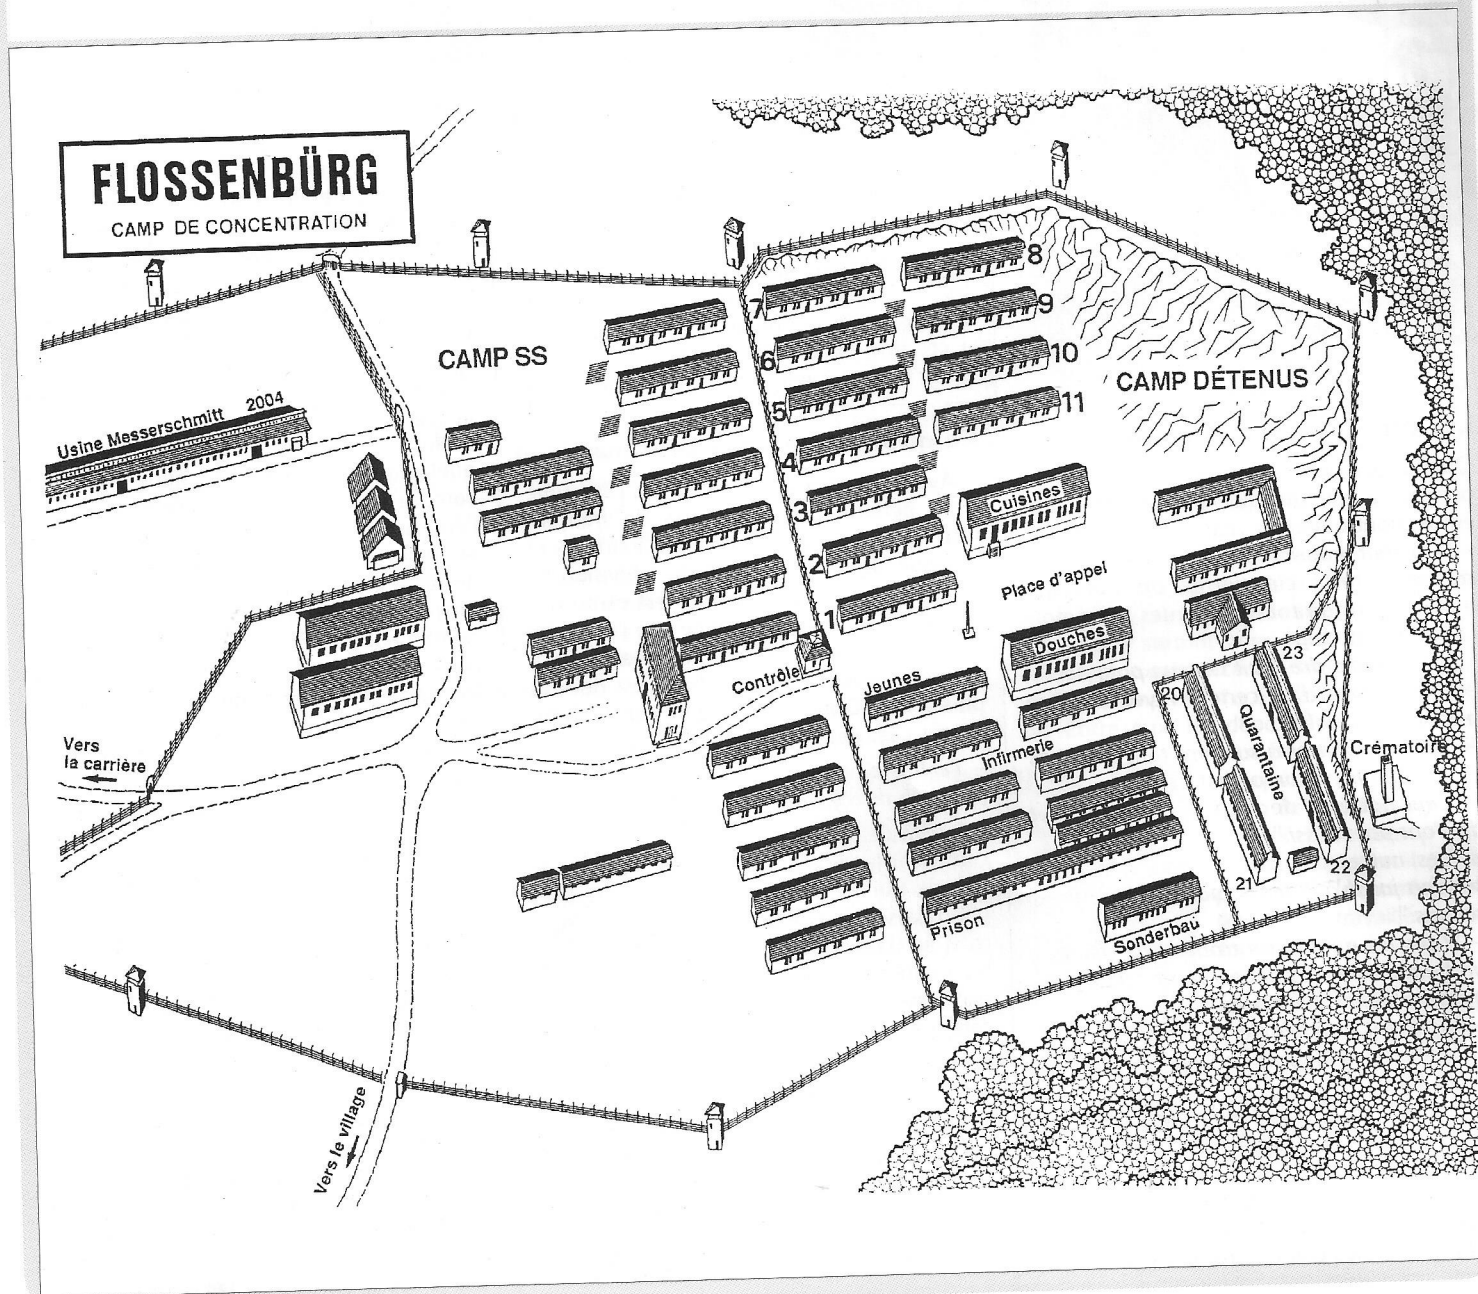 FLOSSENBÜRG
CAMP DE CONCENTRATION
CAMP SS
CAMP DÉTENUS
Usine Messerschmitt 2004
7
8
6
9
5
10
4
11
3
2
1
Cuisines
Place d'appel
Douches
Contrôle
Jeunes
Infirmerie
20
23
Quarantaine
21
22
Crématoire
Prison
Sonderbau
Vers
la carrière
Vers le village